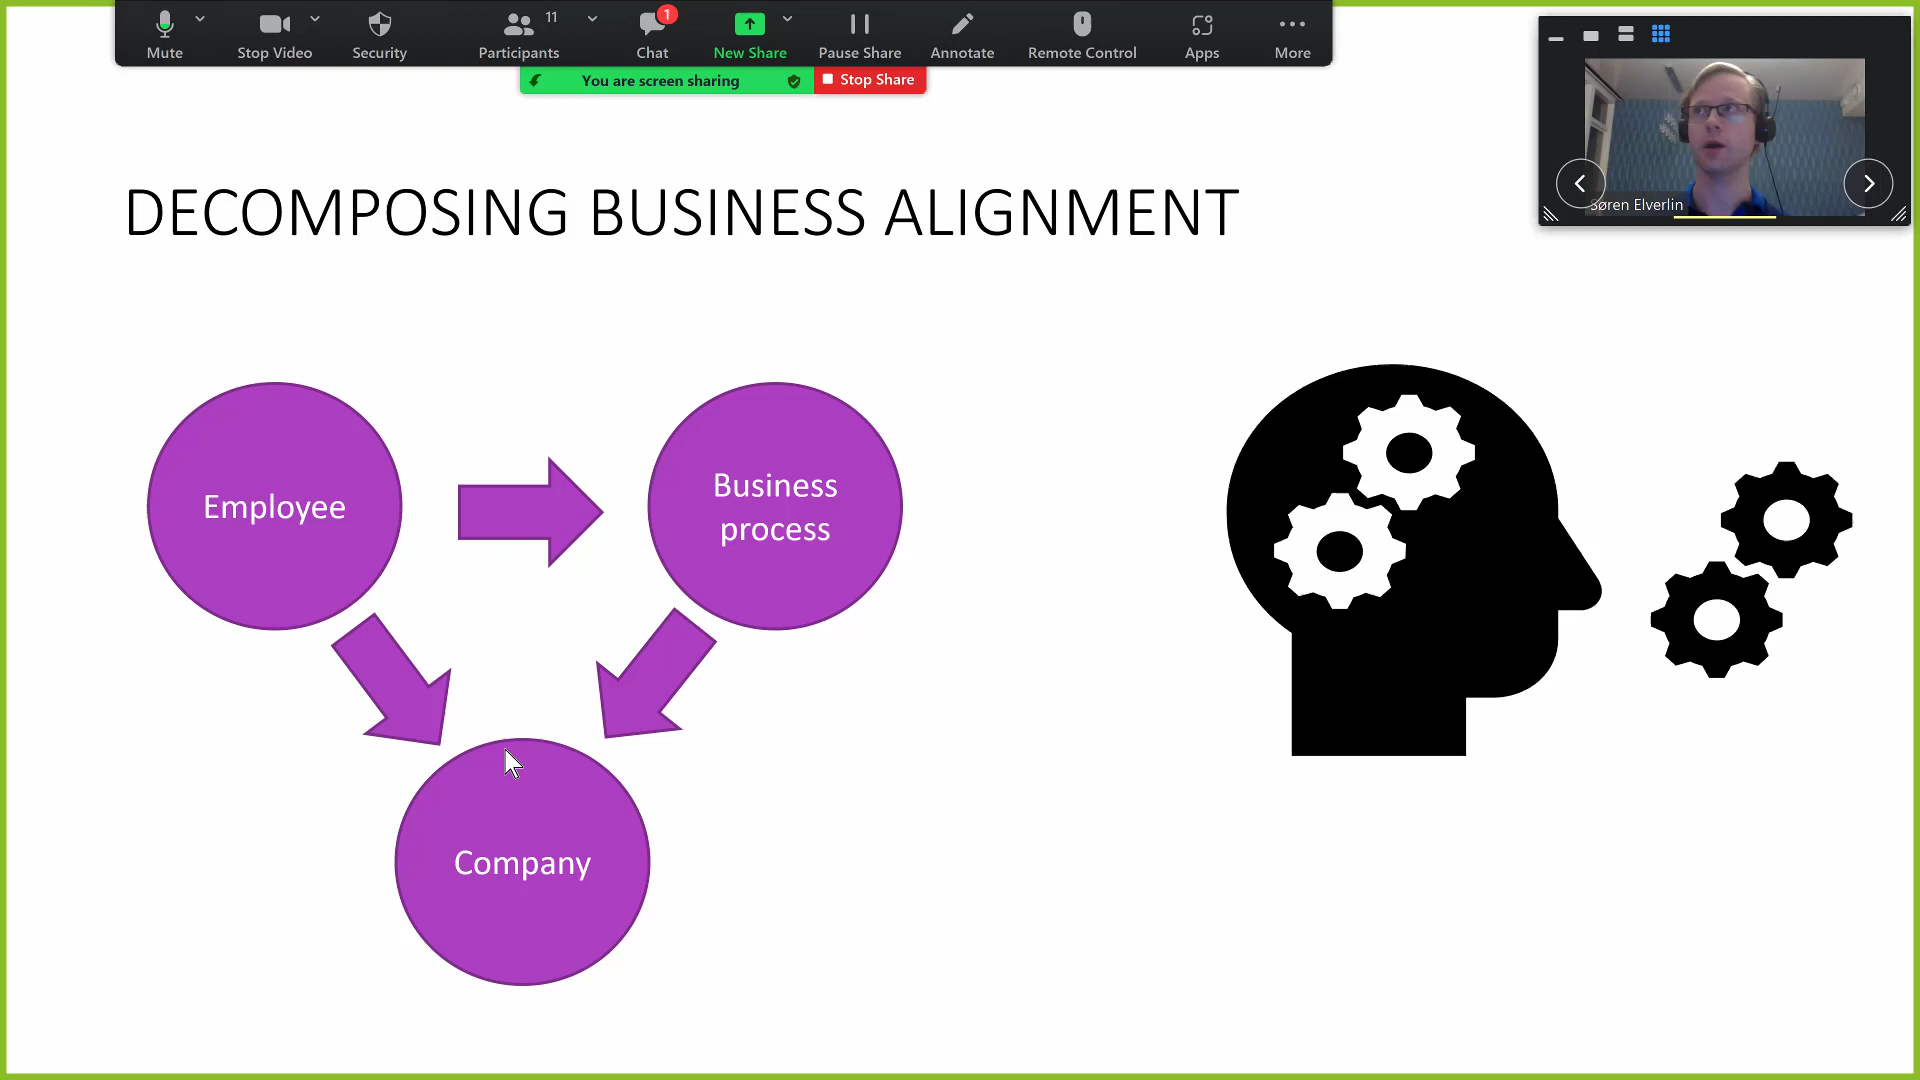 Mute
Stop Video
Security
Participants
11
Chat
1
New Share
Pause Share
Annotate
Remote Control
Apps
More
You are screen sharing
Stop Share
Søren Elverlin
DECOMPOSING BUSINESS ALIGNMENT
Employee
Business
process
Company